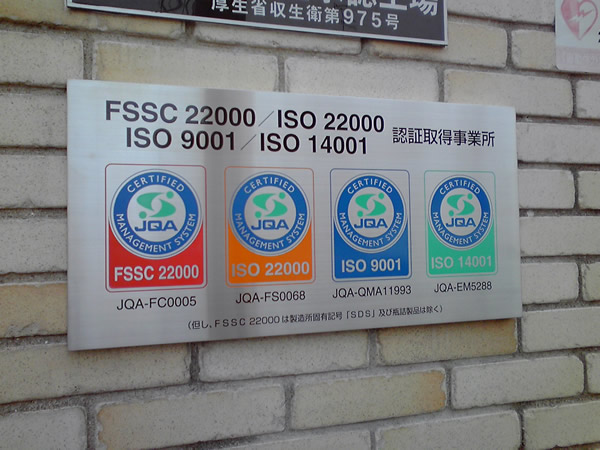 認工場
厚生省収生衛第975号
FSSC 22000/ISO 22000
ISO 9001/ISO 14001
認証取得事業所
CERTIFIED
JQA
MANAGEMENT SYSTEM
FSSC 22000
JQA-FC0005
CERTIFIED
JQA
MANAGEMENT SYSTEM
ISO 22000
JQA-FS0068
CERTIFIED
JQA
MANAGEMENT SYSTEM
ISO 9001
JQA-QMA11993
CERTIFIED
JQA
MANAGEMENT SYSTEM
ISO 14001
JQA-EM5288
(但し、FSSC 22000は製造所固有記号「SDS」及び瓶詰製品は除く)